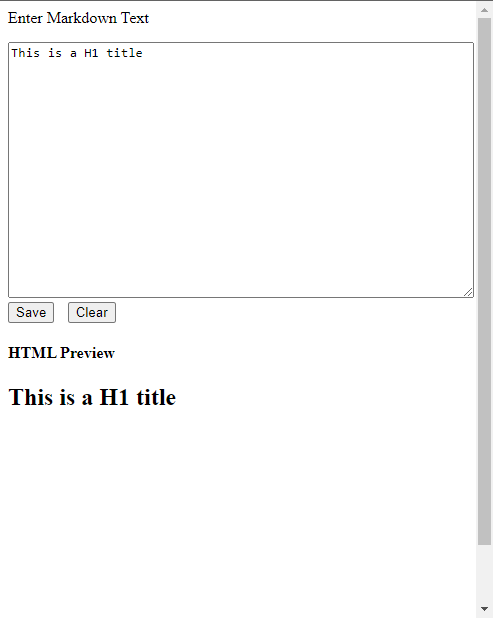 Enter Markdown Text
This is a H1 title
Save Clear
HTML Preview
This is a H1 title